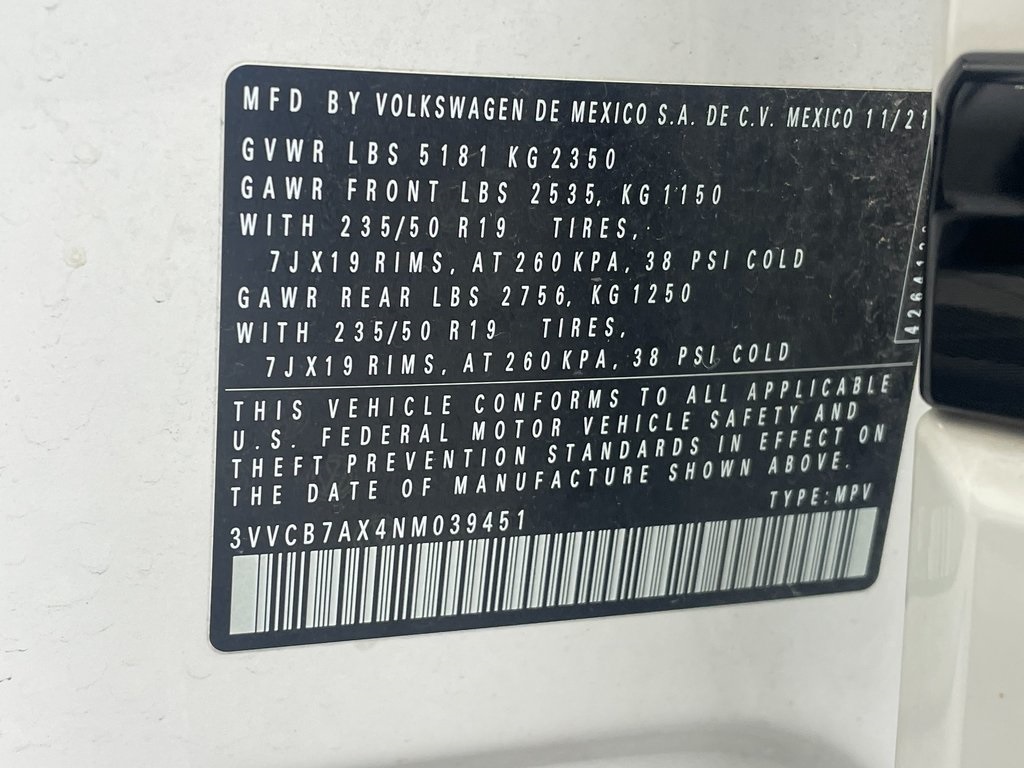 MFD BY VOLKSWAGEN DE MEXICO S.A. DE C.V. MEXICO 11/21
GVWR LBS 5181 KG 2350
GAWR FRONT LBS 2535, KG 1150
WITH 235/50 R19 TIRES,
7JX19 RIMS, AT 260 KPA, 38 PSI COLD
GAWR REAR LBS 2756, KG 1250
WITH 235/50 R19 TIRES,
7JX19 RIMS, AT 260 KPA, 38 PSI COLD
THIS VEHICLE CONFORMS TO ALL APPLICABLE
U.S. FEDERAL MOTOR VEHICLE SAFETY AND
THEFT PREVENTION STANDARDS IN EFFECT ON
THE DATE OF MANUFACTURE SHOWN ABOVE.
TYPE: MPV
3VVCB7AX4NM039451